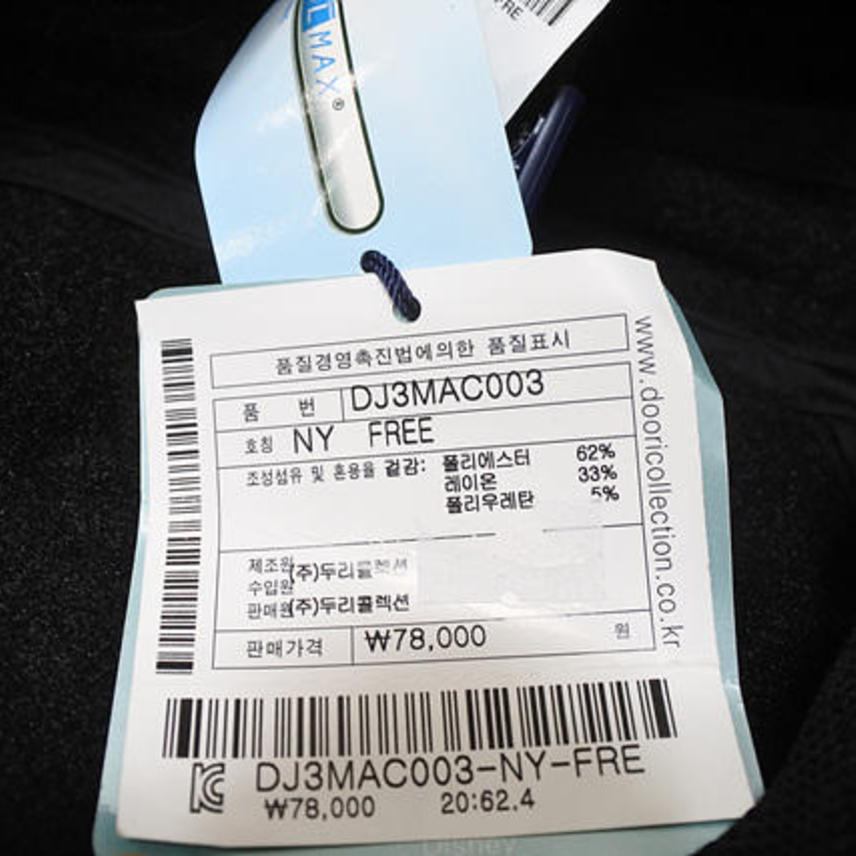 MAX®
FRE
품질경영촉진법에의한 품질표시
품 번 DJ3MAC003
호칭 NY FREE
조성섬유 및 혼용율 겉감: 폴리에스터 62%
레이온 33%
폴리우레탄 5%
제조원 (주)두리콜렉션
수입원
판매원 (주)두리콜렉션
판매가격 ₩78,000 원
www.dooricollection.co.kr
DJ3MAC003-NY-FRE
₩78,000 20:62.4
Disney